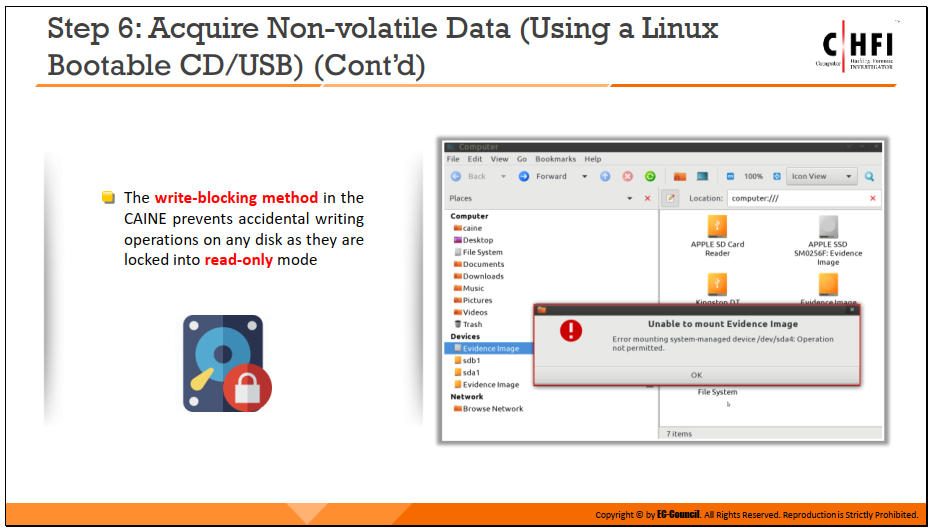 Step 6: Acquire Non-volatile Data (Using a Linux
Bootable CD/USB) (Cont’d)
CHFI
Computer Hacking Forensic
INVESTIGATOR
The write-blocking method in the
CAINE prevents accidental writing
operations on any disk as they are
locked into read-only mode
Computer
File Edit View Go Bookmarks Help
Back Forward 100% Icon View
Places Location: computer:///
Computer
caine
Desktop
File System
Documents
Downloads
Music
Pictures
Videos
Trash
Devices
Evidence Image
sdb1
sda1
Evidence Image
Network
Browse Network
APPLE SD Card
Reader
APPLE SSD
SM0256F: Evidence
Image
Kingston DT
Evidence Image
Unable to mount Evidence Image
Error mounting system-managed device /dev/sda4: Operation
not permitted.
OK
File System
7 items
Copyright © by EC-Council. All Rights Reserved. Reproduction is Strictly Prohibited.